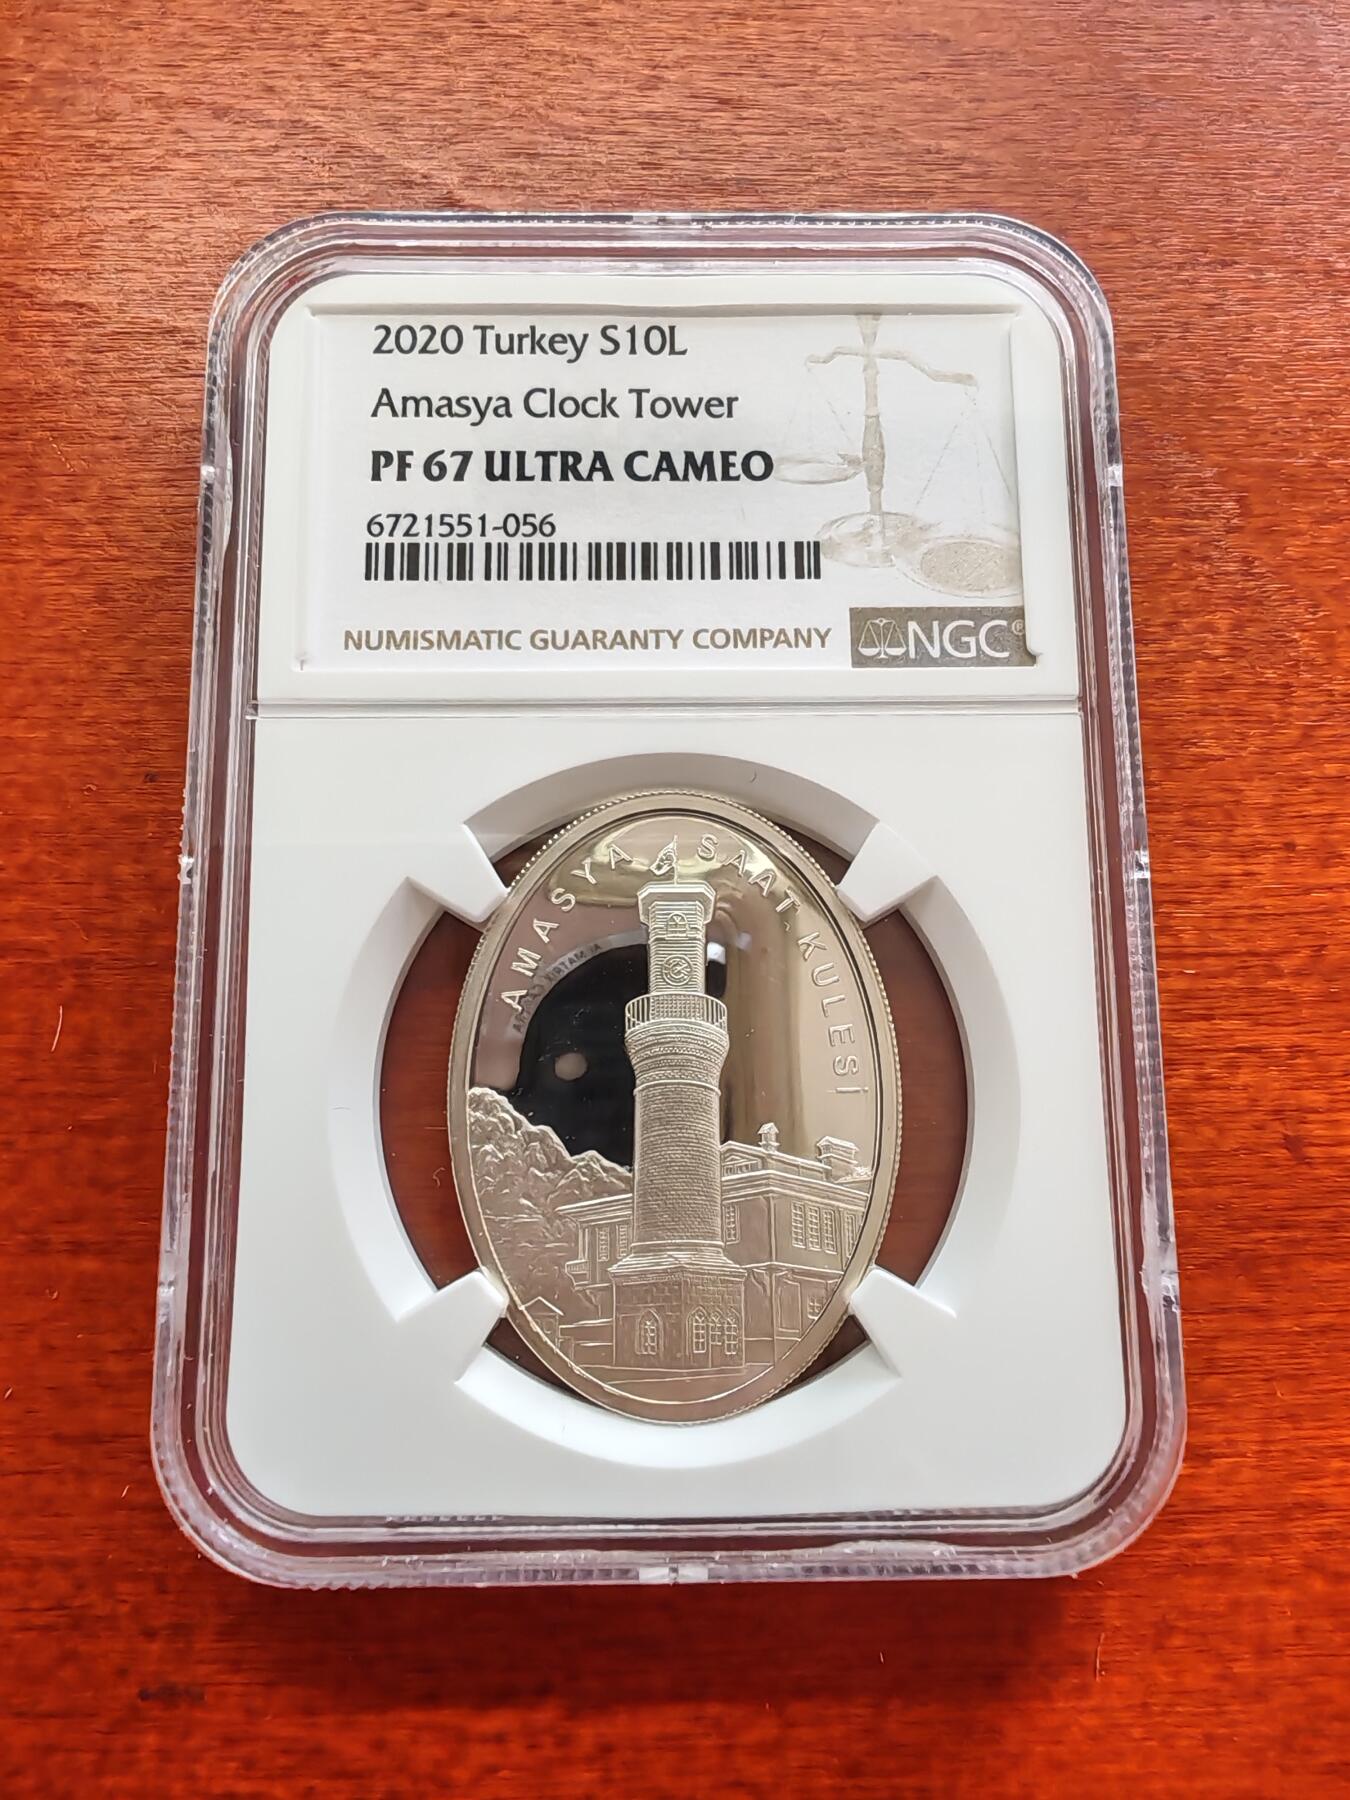 2020 Turkey S10L
Amasya Clock Tower
PF 67 ULTRA CAMEO
6721551-056
NUMISMATIC GUARANTY COMPANY
NGC®
AMASYA SAAT KULESİ